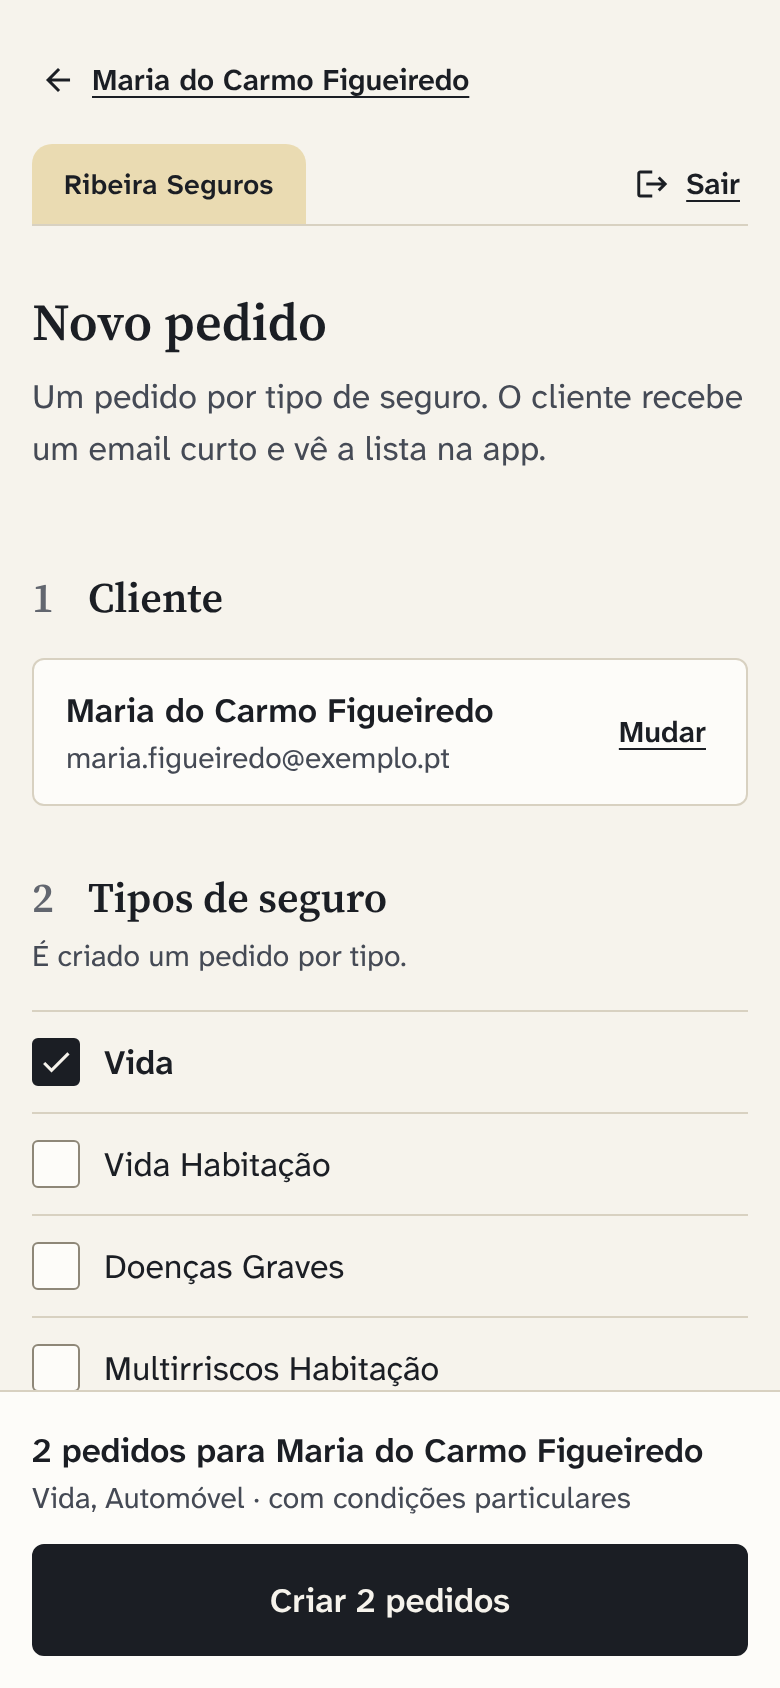 Maria do Carmo Figueiredo
Ribeira Seguros
Sair
Novo pedido
Um pedido por tipo de seguro. O cliente recebe
um email curto e vê a lista na app.
1 Cliente
Maria do Carmo Figueiredo
maria.figueiredo@exemplo.pt
Mudar
2 Tipos de seguro
É criado um pedido por tipo.
Vida
Vida Habitação
Doenças Graves
Multirriscos Habitação
2 pedidos para Maria do Carmo Figueiredo
Vida, Automóvel · com condições particulares
Criar 2 pedidos